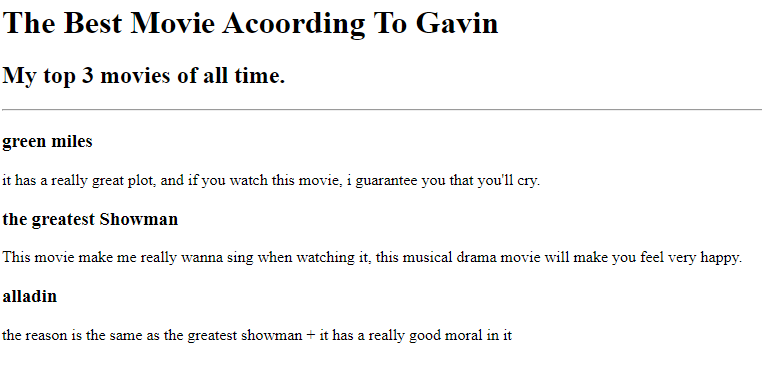 The Best Movie Acoording To Gavin
My top 3 movies of all time.
green miles
it has a really great plot, and if you watch this movie, i guarantee you that you'll cry.
the greatest Showman
This movie make me really wanna sing when watching it, this musical drama movie will make you feel very happy.
alladin
the reason is the same as the greatest showman + it has a really good moral in it